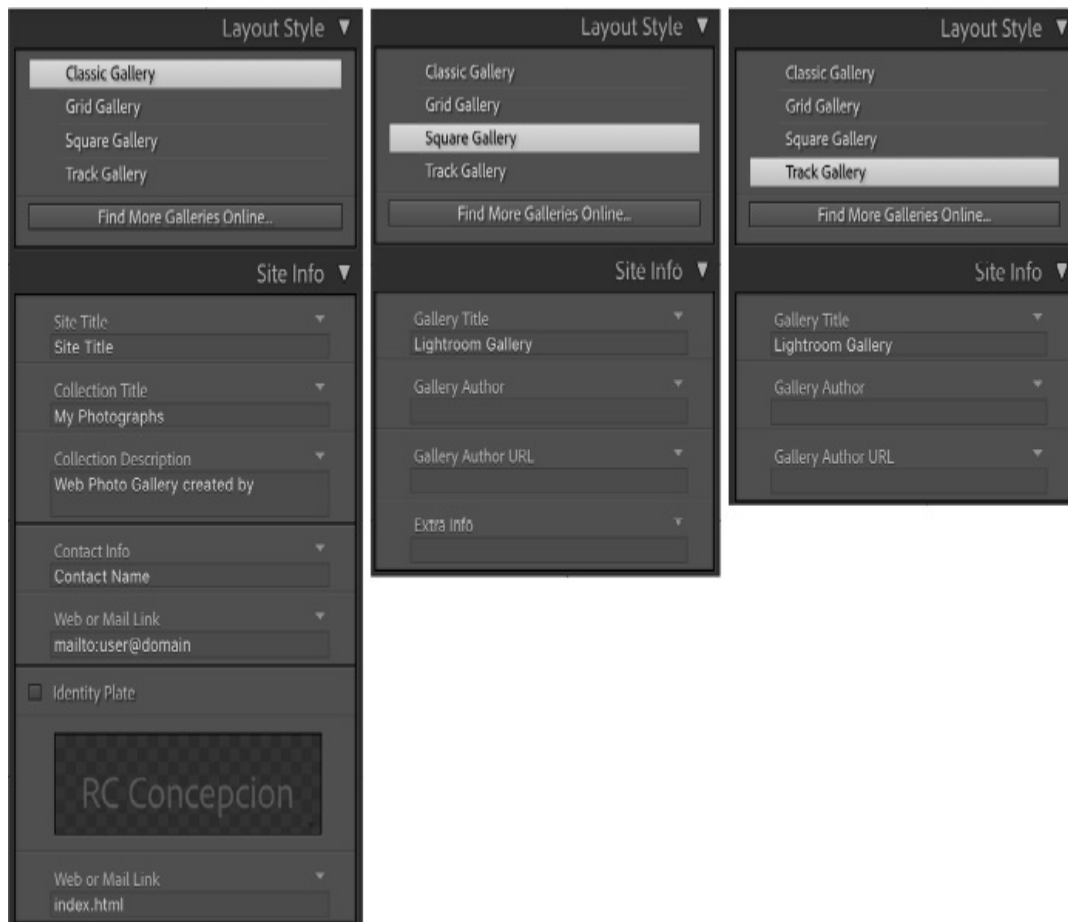 Layout Style
Classic Gallery
Grid Gallery
Square Gallery
Track Gallery
Find More Galleries Online...
Site Info
Site Title
Site Title
Collection Title
My Photographs
Collection Description
Web Photo Gallery created by
Contact Info
Contact Name
Web or Mail Link
mailto:user@domain
Identity Plate
RC Concepcion
Web or Mail Link
index.html
Layout Style
Classic Gallery
Grid Gallery
Square Gallery
Track Gallery
Find More Galleries Online...
Site Info
Gallery Title
Lightroom Gallery
Gallery Author
Gallery Author URL
Extra Info
Layout Style
Classic Gallery
Grid Gallery
Square Gallery
Track Gallery
Find More Galleries Online...
Site Info
Gallery Title
Lightroom Gallery
Gallery Author
Gallery Author URL